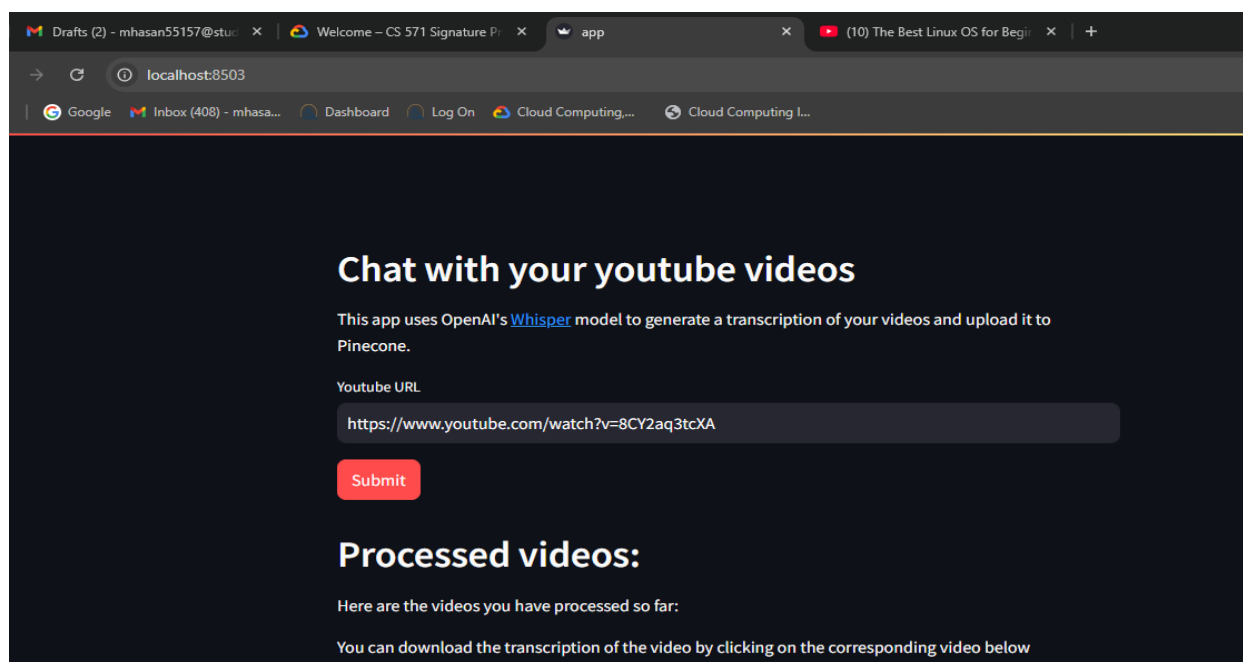 Drafts (2) - mhasan55157@stud
Welcome – CS 571 Signature Pr
app
(10) The Best Linux OS for Begir
localhost:8503
Google
Inbox (408) - mhasa...
Dashboard
Log On
Cloud Computing,...
Cloud Computing I...
Chat with your youtube videos
This app uses OpenAI's Whisper model to generate a transcription of your videos and upload it to
Pinecone.
Youtube URL
https://www.youtube.com/watch?v=8CY2aq3tcXA
Submit
Processed videos:
Here are the videos you have processed so far:
You can download the transcription of the video by clicking on the corresponding video below